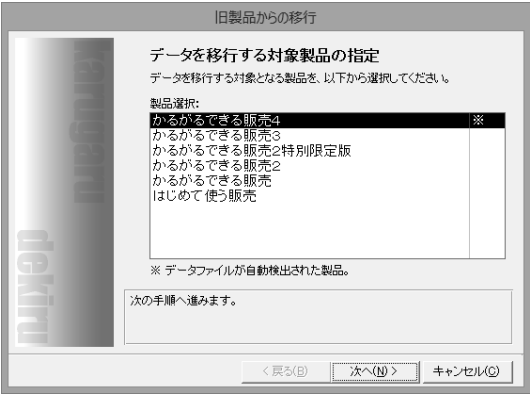 旧製品からの移行
karugaru
dekiru
データを移行する対象製品の指定
データを移行する対象となる製品を、以下から選択してください。
製品選択:
かるがるできる販売4 ※
かるがるできる販売3
かるがるできる販売2特別限定版
かるがるできる販売2
かるがるできる販売
はじめて使う販売
※ データファイルが自動検出された製品。
次の手順へ進みます。
< 戻る(B) 次へ(N) > キャンセル(C)